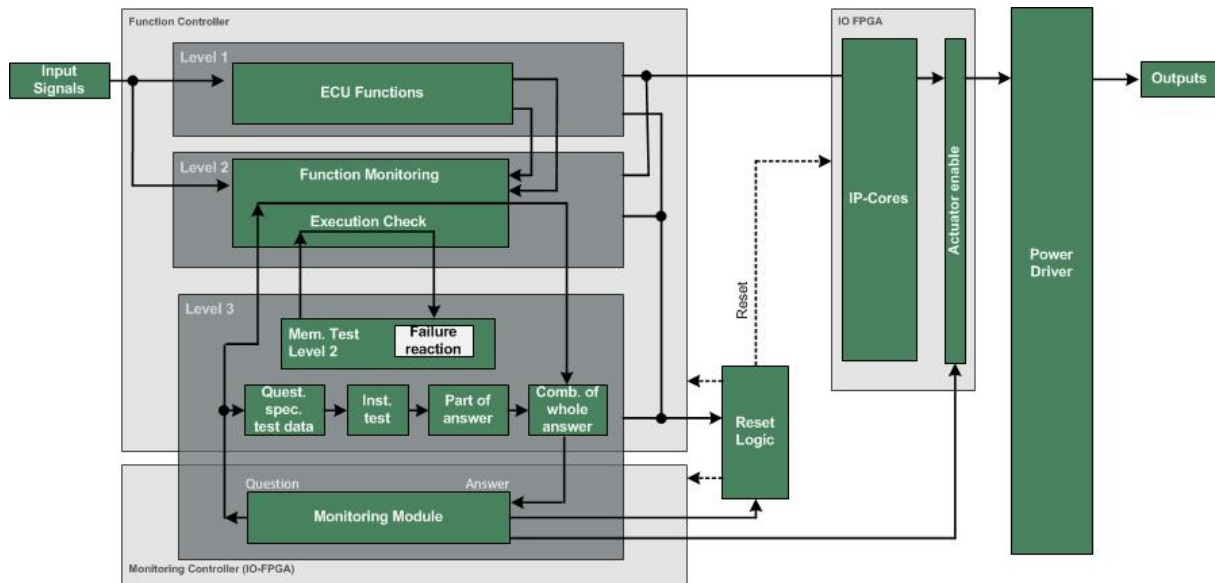 Function Controller
IO FPGA
Level 1
Input
Signals
ECU Functions
Outputs
Level 2
Function Monitoring
Execution Check
IP-Cores
Actuator enable
Power
Driver
Reset
Level 3
Mem. Test
Level 2
Failure
reaction
Quest.
spec.
test data
Inst.
test
Part of
answer
Comb. of
whole
answer
Reset
Logic
Question
Answer
Monitoring Module
Monitoring Controller (IO-FPGA)